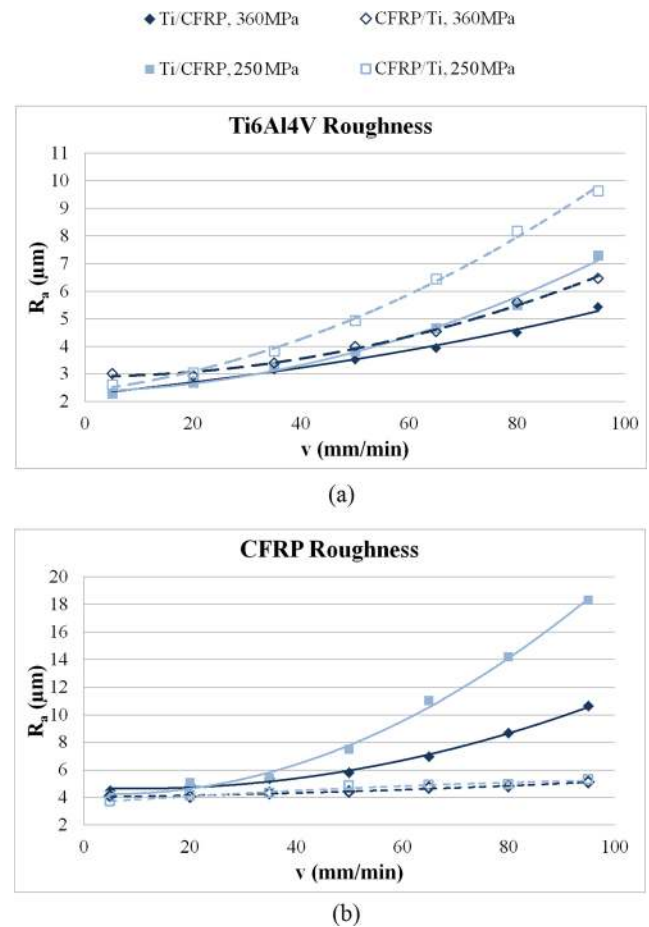 Ti/CFRP, 360MPa CFRP/Ti, 360MPa
Ti/CFRP, 250MPa CFRP/Ti, 250MPa
Ti6Al4V Roughness
11
10
9
8
7
6
5
4
3
2
Ra (μm)
0 20 40 60 80 100
v (mm/min)
(a)
CFRP Roughness
20
18
16
14
12
10
8
6
4
2
Ra (μm)
0 20 40 60 80 100
v (mm/min)
(b)